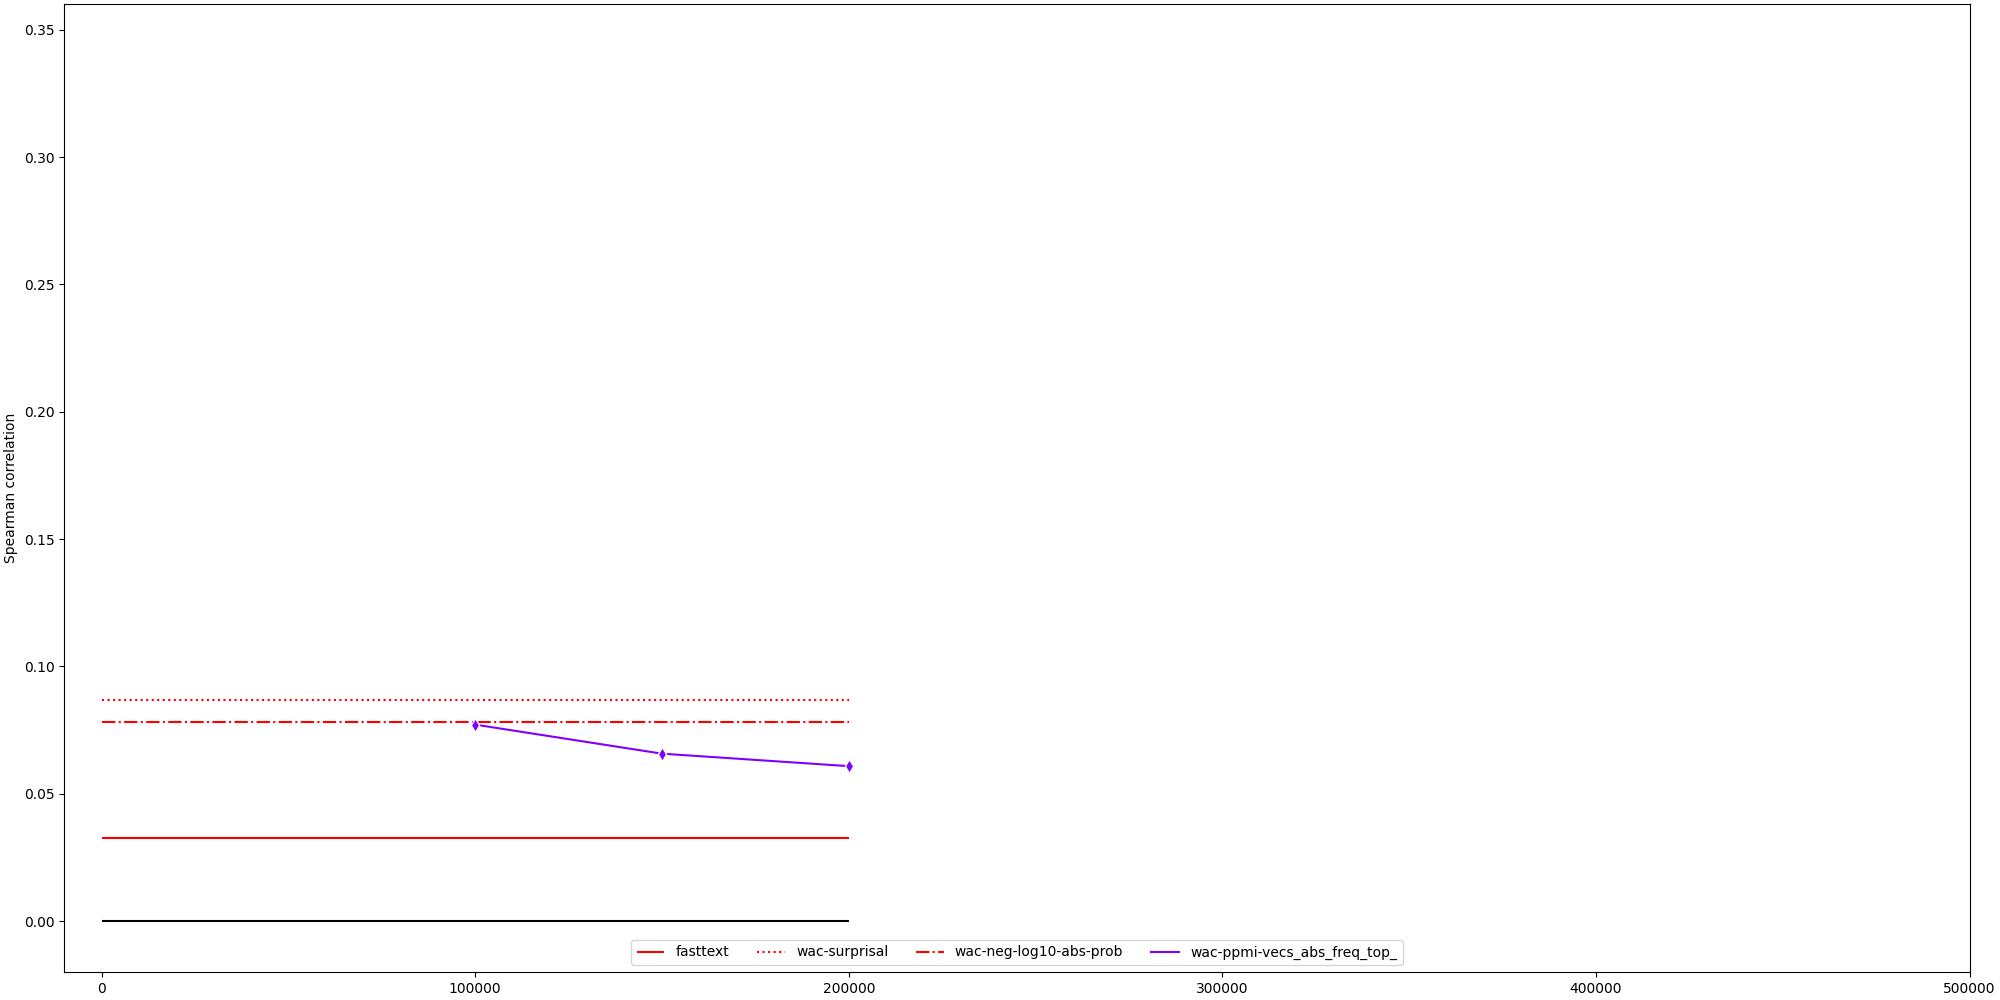 0.35
0.30
0.25
0.20
0.15
0.10
0.05
0.00
Spearman correlation
fasttext wac-surprisal wac-neg-log10-abs-prob wac-ppmi-vecs_abs_freq_top_
0 100000 200000 300000 400000 500000